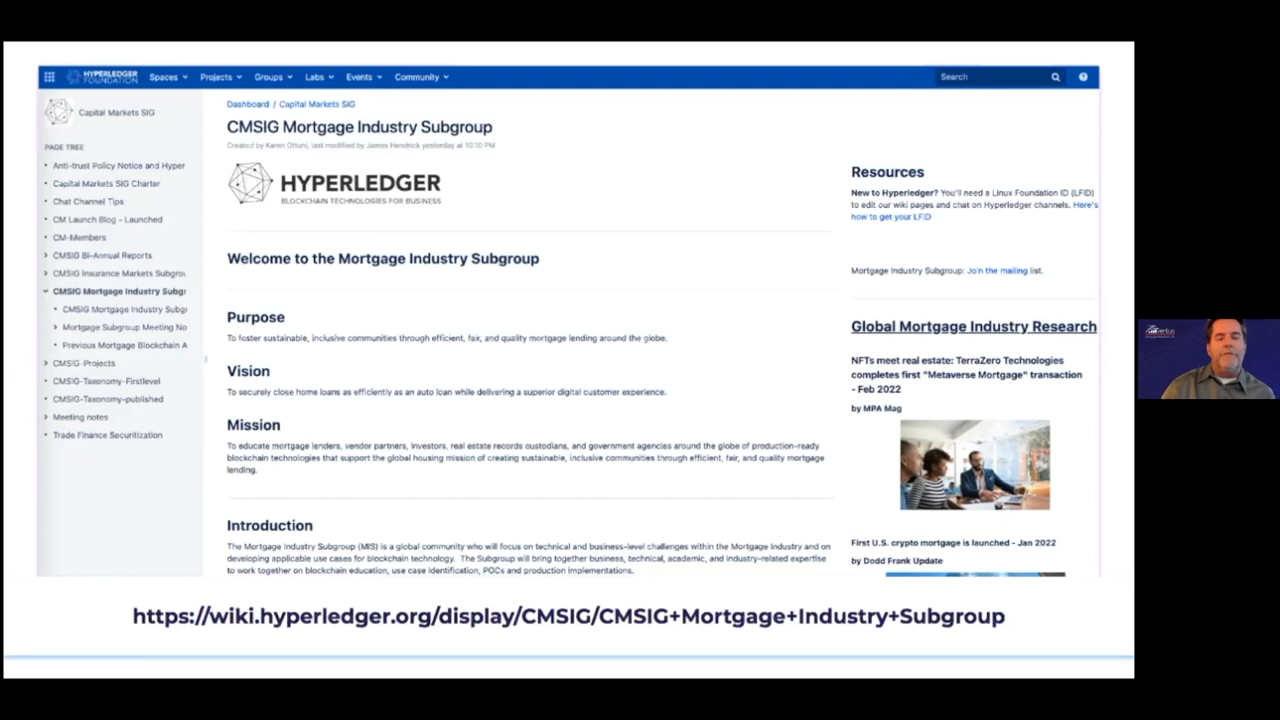 HYPERLEDGER
FOUNDATION
Spaces Projects Groups Labs Events Community
Search
Capital Markets SIG
PAGE TREE
Anti-trust Policy Notice and Hyper
Capital Markets SIG Charter
Chat Channel Tips
CM Launch Blog - Launched
CM-Members
CMSIG Bi-Annual Reports
CMSIG Insurance Markets Subgrou
CMSIG Mortgage Industry Subgr
CMSIG Mortgage Industry Subgr
Mortgage Subgroup Meeting No
Previous Mortgage Blockchain A
CMSIG-Projects
CMSIG-Taxonomy-Firstlevel
CMSIG-Taxonomy-published
Meeting notes
Trade Finance Securitization
Dashboard / Capital Markets SIG
CMSIG Mortgage Industry Subgroup
Created by Karen Ottoni, last modified by James Hendrick yesterday at 10:10 PM
HYPERLEDGER
BLOCKCHAIN TECHNOLOGIES FOR BUSINESS
Welcome to the Mortgage Industry Subgroup
Purpose
To foster sustainable, inclusive communities through efficient, fair, and quality mortgage lending around the globe.
Vision
To securely close home loans as efficiently as an auto loan while delivering a superior digital customer experience.
Mission
To educate mortgage lenders, vendor partners, investors, real estate records custodians, and government agencies around the globe of production-ready
blockchain technologies that support the global housing mission of creating sustainable, inclusive communities through efficient, fair, and quality mortgage
lending.
Introduction
The Mortgage Industry Subgroup (MIS) is a global community who will focus on technical and business-level challenges within the Mortgage Industry and on
developing applicable use cases for blockchain technology. The Subgroup will bring together business, technical, academic, and industry-related expertise
to work together on blockchain education, use case identification, POCs and production implementations.
Resources
New to Hyperledger? You'll need a Linux Foundation ID (LFID)
to edit our wiki pages and chat on Hyperledger channels. Here's
how to get your LFID
Mortgage Industry Subgroup: Join the mailing list.
Global Mortgage Industry Research
NFTs meet real estate: TerraZero Technologies
completes first "Metaverse Mortgage" transaction
- Feb 2022
by MPA Mag
First U.S. crypto mortgage is launched - Jan 2022
by Dodd Frank Update
https://wiki.hyperledger.org/display/CMSIG/CMSIG+Mortgage+Industry+Subgroup